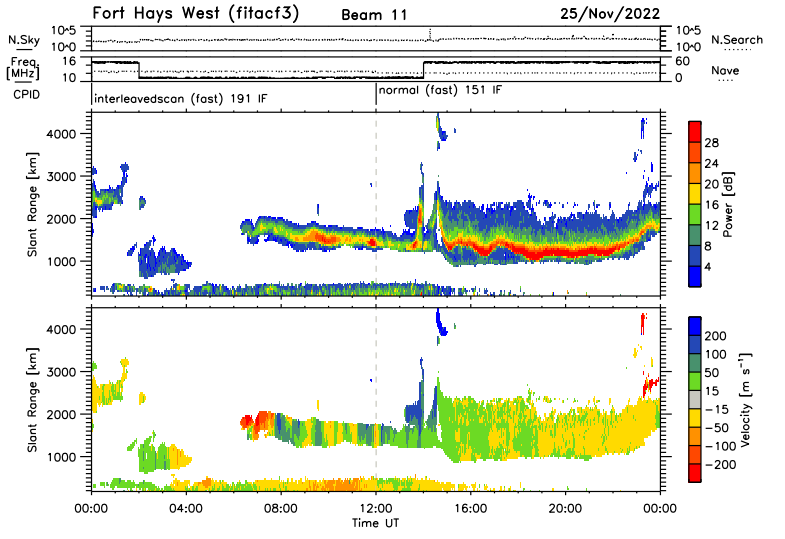 Fort Hays West (fitacf3) Beam 11 25/Nov/2022
N.Sky 10^5 10^0 10^5 10^0 N.Search
Freq. [MHz] 16 10 60 0 Nave
CPID interleavedscan (fast) 191 IF normal (fast) 151 IF
Slant Range [km] 4000 3000 2000 1000
28 24 20 16 12 8 4 Power [dB]
Slant Range [km] 4000 3000 2000 1000
200 100 50 15 -15 -50 -100 -200 Velocity [m s⁻¹]
00:00 04:00 08:00 12:00 16:00 20:00 00:00
Time UT